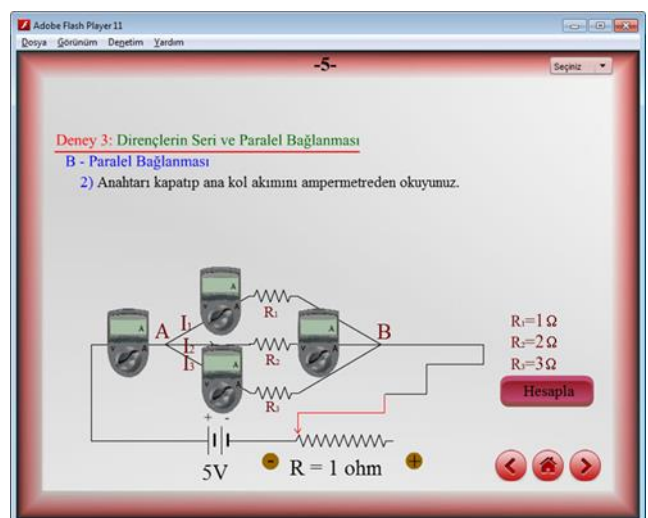 Adobe Flash Player 11
Dosya Görünüm Denetim Yardım
-5-
Seçiniz
Deney 3: Dirençlerin Seri ve Paralel Bağlanması
B - Paralel Bağlanması
2) Anahtarı kapatıp ana kol akımını ampermetreden okuyunuz.
A
A
A
A
A
I₁
I₂
I₃
R₁
R₂
R₃
B
R₁=1 Ω
R₂=2 Ω
R₃=3 Ω
Hesapla
+ -
5V
-
R = 1 ohm
+